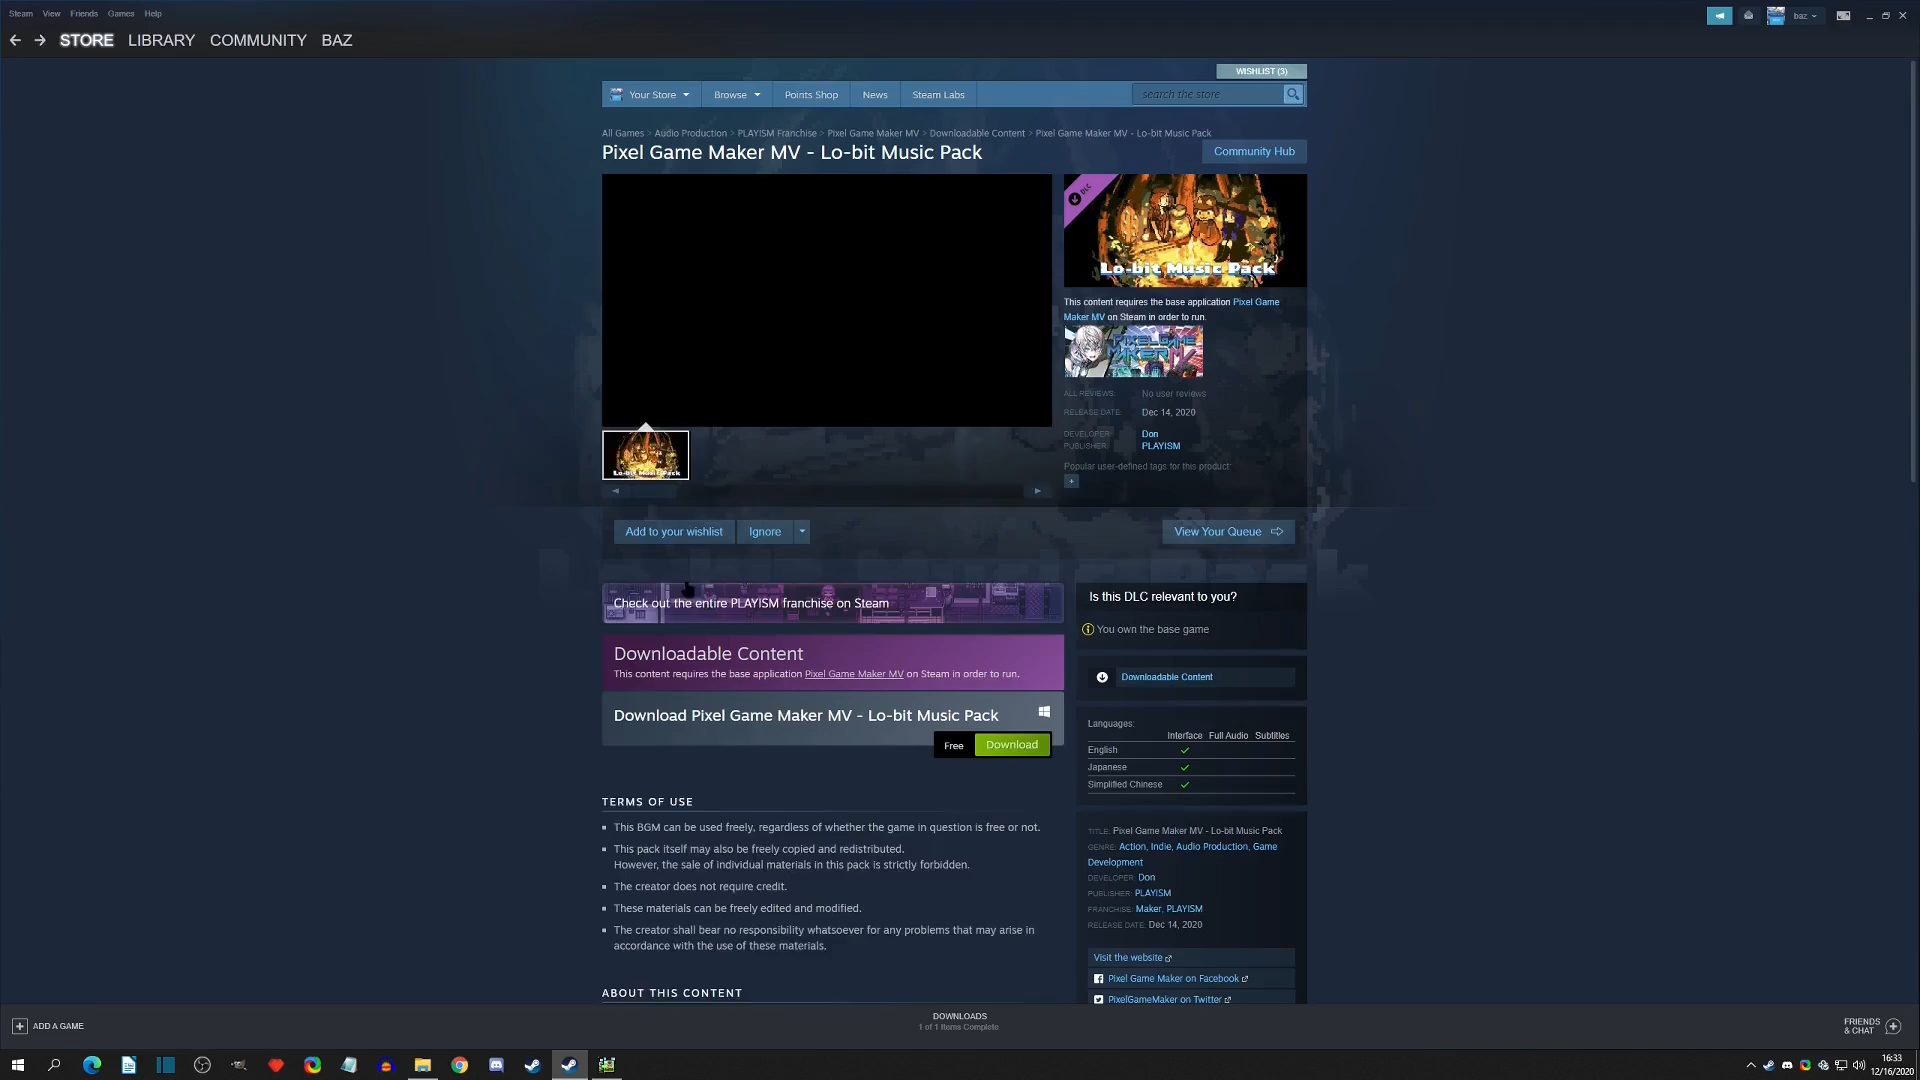 Steam View Friends Games Help
baz
STORE LIBRARY COMMUNITY BAZ
WISHLIST (3)
Your Store Browse Points Shop News Steam Labs search the store
All Games > Audio Production > PLAYISM Franchise > Pixel Game Maker MV > Downloadable Content > Pixel Game Maker MV - Lo-bit Music Pack
Pixel Game Maker MV - Lo-bit Music Pack
Community Hub
DLC
Lo-bit Music Pack
This content requires the base application Pixel Game
Maker MV on Steam in order to run.
PIXEL GAME
MAKER MV
ALL REVIEWS: No user reviews
RELEASE DATE: Dec 14, 2020
DEVELOPER: Don
PUBLISHER: PLAYISM
Popular user-defined tags for this product:
+
Lo-bit Music Pack
Add to your wishlist Ignore View Your Queue
Check out the entire PLAYISM franchise on Steam
Downloadable Content
This content requires the base application Pixel Game Maker MV on Steam in order to run.
Download Pixel Game Maker MV - Lo-bit Music Pack
Free Download
TERMS OF USE
▪ This BGM can be used freely, regardless of whether the game in question is free or not.
▪ This pack itself may also be freely copied and redistributed.
However, the sale of individual materials in this pack is strictly forbidden.
▪ The creator does not require credit.
▪ These materials can be freely edited and modified.
▪ The creator shall bear no responsibility whatsoever for any problems that may arise in
accordance with the use of these materials.
ABOUT THIS CONTENT
Is this DLC relevant to you?
You own the base game
Downloadable Content
Languages:
Interface Full Audio Subtitles
English ✓
Japanese ✓
Simplified Chinese ✓
TITLE: Pixel Game Maker MV - Lo-bit Music Pack
GENRE: Action, Indie, Audio Production, Game
Development
DEVELOPER: Don
PUBLISHER: PLAYISM
FRANCHISE: Maker, PLAYISM
RELEASE DATE: Dec 14, 2020
Visit the website
Pixel Game Maker on Facebook
PixelGameMaker on Twitter
ADD A GAME
DOWNLOADS
1 of 1 Items Complete
FRIENDS
& CHAT
16:33
12/16/2020